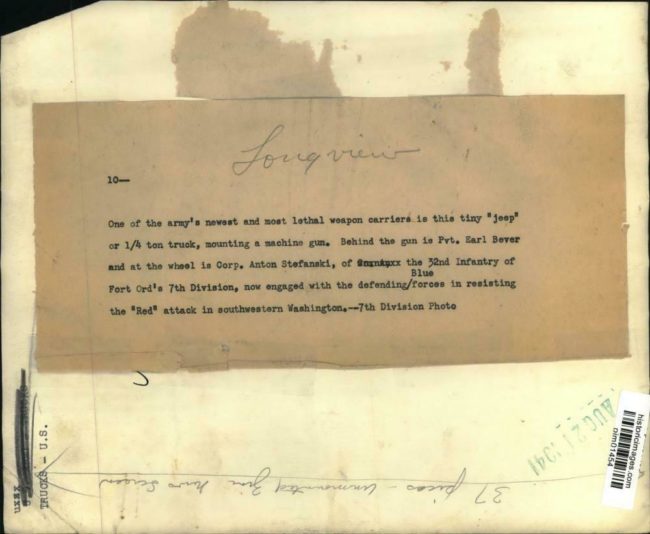 Longview
10—
One of the army's newest and most lethal weapon carriers is this tiny "jeep"
or 1/4 ton truck, mounting a machine gun. Behind the gun is Pvt. Earl Bever
and at the wheel is Corp. Anton Stefanski, of the 32nd Infantry of
Blue
Fort Ord's 7th Division, now engaged with the defending/forces in resisting
the "Red" attack in southwestern Washington.--7th Division Photo
TRUCKS - U.S.
AUG 21 1941
historicimages.com
prm01454
37 picas -